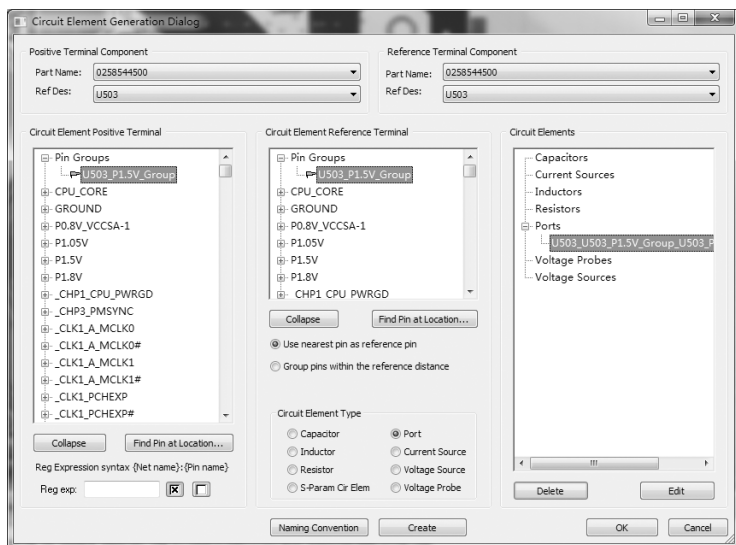 Circuit Element Generation Dialog
Positive Terminal Component
Part Name: 0258544500
Ref Des: U503
Reference Terminal Component
Part Name: 0258544500
Ref Des: U503
Circuit Element Positive Terminal
Pin Groups
U503_P1.5V_Group
CPU_CORE
GROUND
P0.8V_VCCSA-1
P1.05V
P1.5V
P1.8V
_CHP1_CPU_PWRGD
_CHP3_PMSYNC
_CLK1_A_MCLK0
_CLK1_A_MCLK0#
_CLK1_A_MCLK1
_CLK1_A_MCLK1#
_CLK1_PCHEXP
_CLK1_PCHEXP#
Collapse
Find Pin at Location...
Reg Expression syntax {Net name}:{Pin name}
Reg exp:
Circuit Element Reference Terminal
Pin Groups
U503_P1.5V_Group
CPU_CORE
GROUND
P0.8V_VCCSA-1
P1.05V
P1.5V
P1.8V
_CHP1_CPU_PWRGD
Collapse
Find Pin at Location...
Use nearest pin as reference pin
Group pins within the reference distance
Circuit Element Type
Capacitor
Port
Inductor
Current Source
Resistor
Voltage Source
S-Param Cir Elem
Voltage Probe
Circuit Elements
Capacitors
Current Sources
Inductors
Resistors
Ports
U503_U503_P1.5V_Group_U503_P
Voltage Probes
Voltage Sources
Delete
Edit
Naming Convention
Create
OK
Cancel